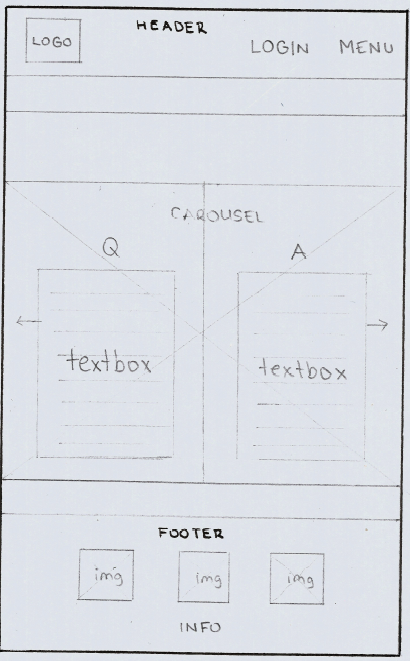 HEADER
LOGO
LOGIN MENU
CAROUSEL
Q A
textbox textbox
FOOTER
img img img
INFO